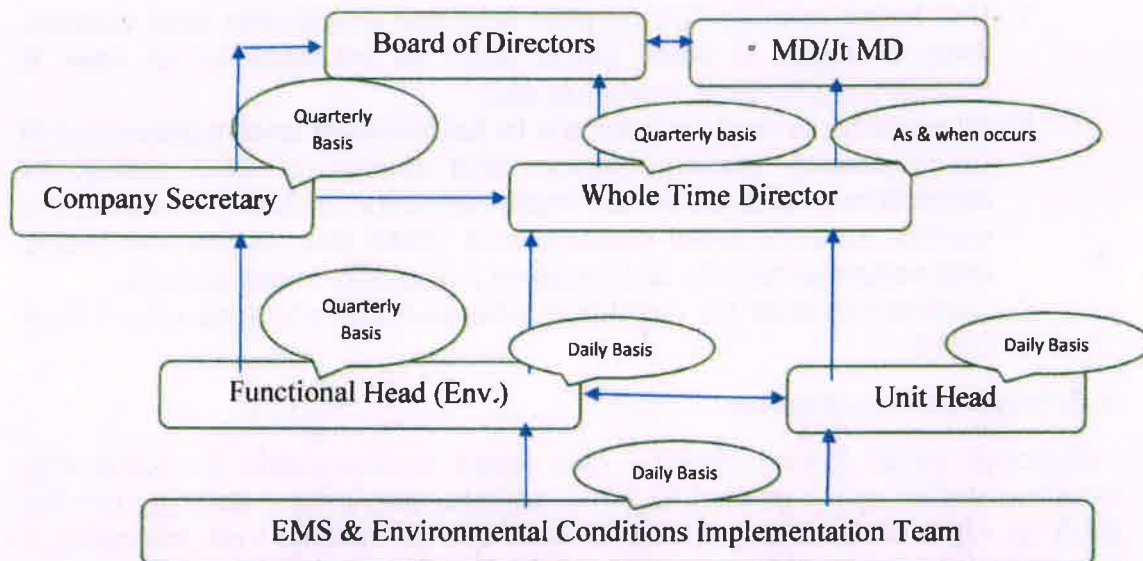 Board of Directors
MD/Jt MD
Quarterly
Basis
Quarterly basis
As & when occurs
Company Secretary
Whole Time Director
Quarterly
Basis
Daily Basis
Daily Basis
Functional Head (Env.)
Unit Head
Daily Basis
EMS & Environmental Conditions Implementation Team